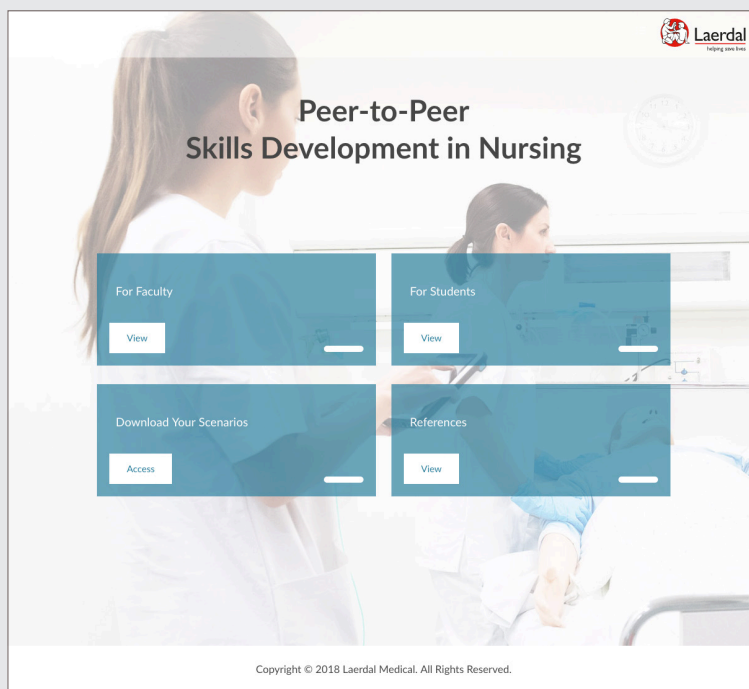 Laerdal
helping save lives
Peer-to-Peer
Skills Development in Nursing
For Faculty
View
For Students
View
Download Your Scenarios
Access
References
View
Copyright © 2018 Laerdal Medical. All Rights Reserved.